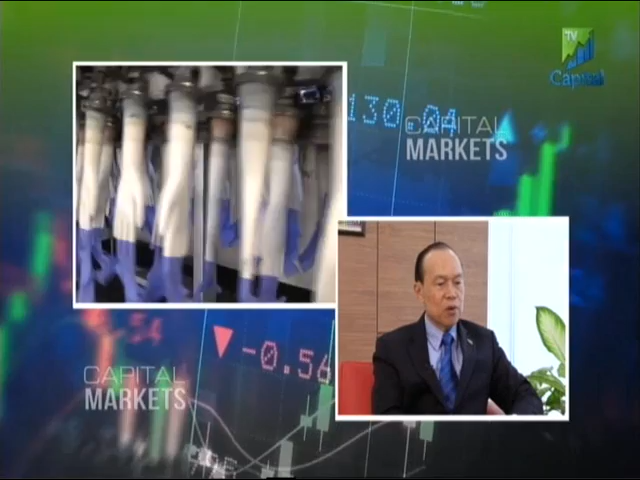 TV
Capital
130.04
CAPITAL
MARKETS
-0.56
CAPITAL
MARKETS